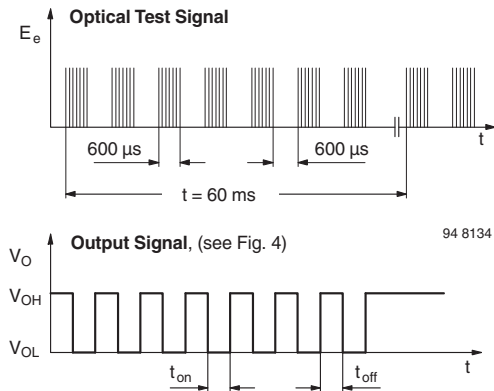 Optical Test Signal
E_e
600 µs
600 µs
t
t = 60 ms
Output Signal, (see Fig. 4)
94 8134
V_O
V_OH
V_OL
t_on
t_off
t